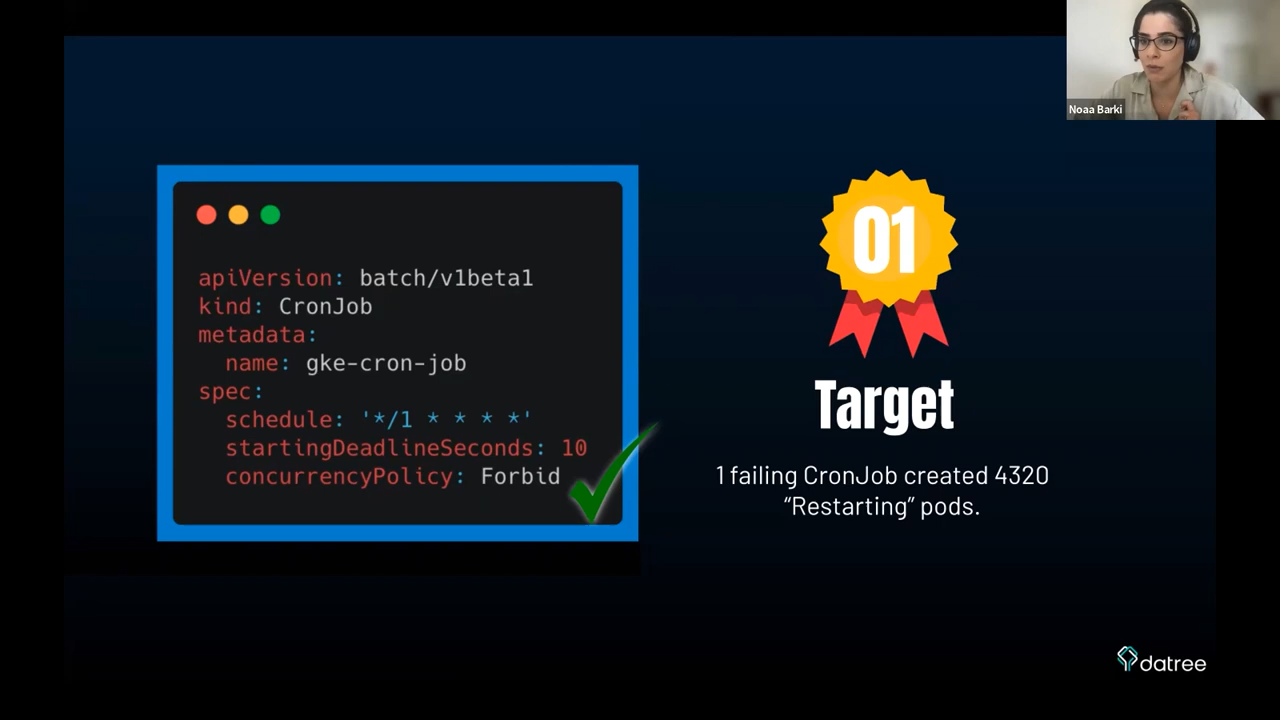 Noaa Barki
apiVersion: batch/v1beta1
kind: CronJob
metadata:
  name: gke-cron-job
spec:
  schedule: '*/1 * * * *'
  startingDeadlineSeconds: 10
  concurrencyPolicy: Forbid
01
Target
1 failing CronJob created 4320
“Restarting” pods.
datree